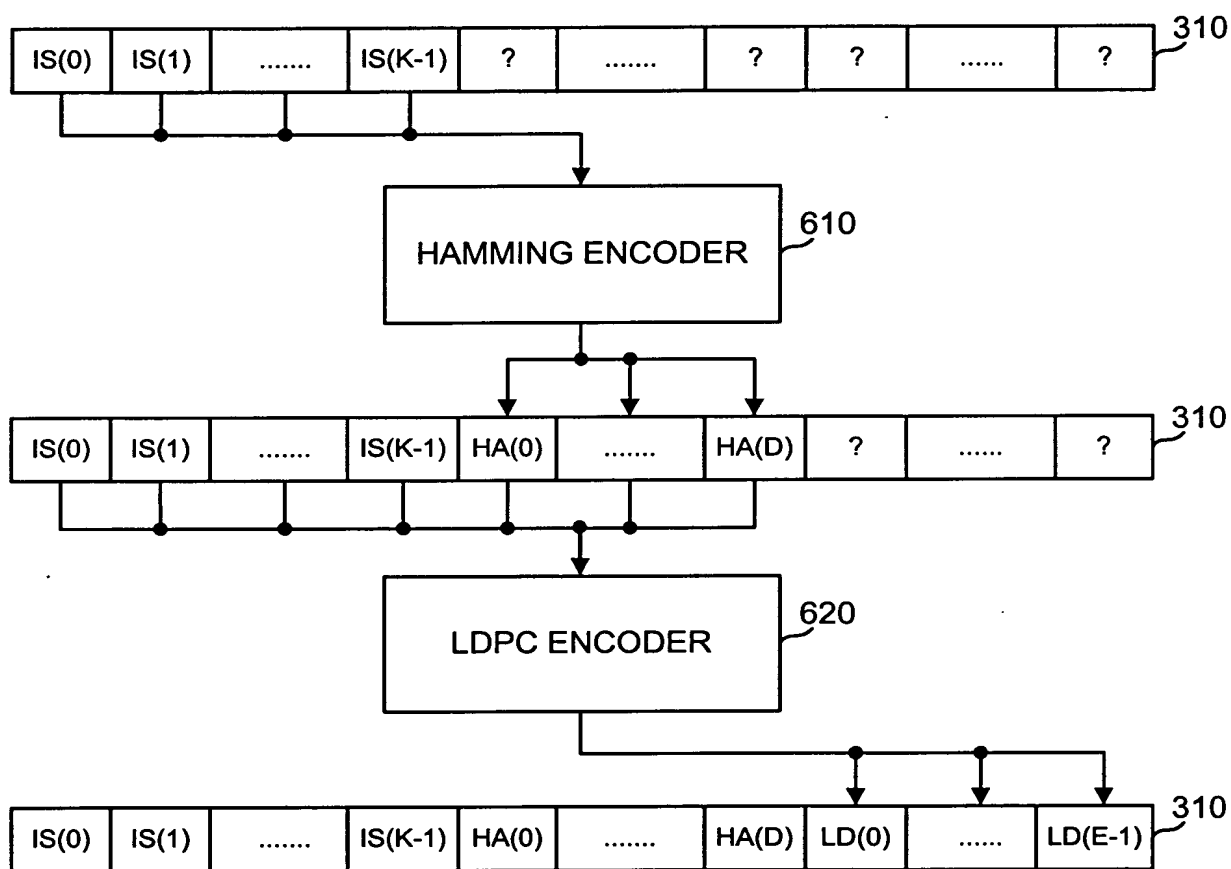 IS(0) IS(1) ....... IS(K-1) ? ....... ? ? ...... ? 310
HAMMING ENCODER 610
IS(0) IS(1) ....... IS(K-1) HA(0) ....... HA(D) ? ...... ? 310
LDPC ENCODER 620
IS(0) IS(1) ....... IS(K-1) HA(0) ....... HA(D) LD(0) ...... LD(E-1) 310